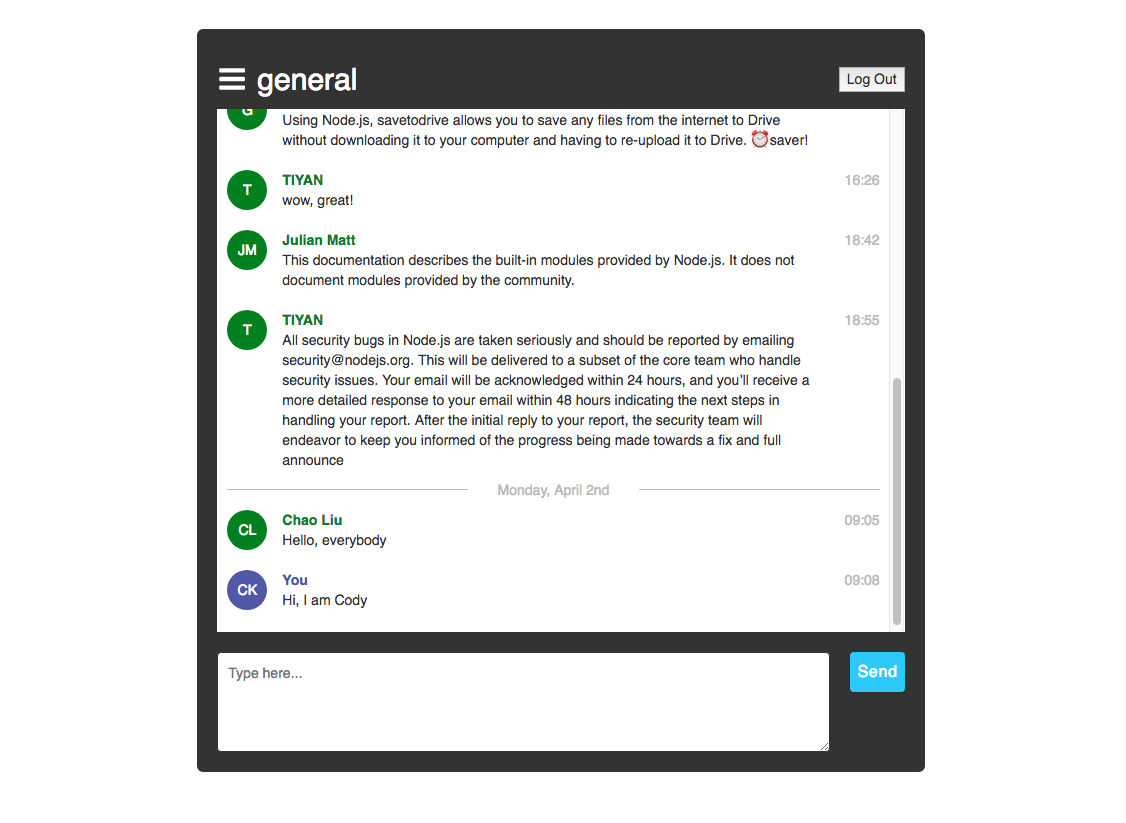 general
Log Out
G
Using Node.js, savetodrive allows you to save any files from the internet to Drive
without downloading it to your computer and having to re-upload it to Drive. ⏰saver!
T
TIYAN
16:26
wow, great!
JM
Julian Matt
18:42
This documentation describes the built-in modules provided by Node.js. It does not
document modules provided by the community.
T
TIYAN
18:55
All security bugs in Node.js are taken seriously and should be reported by emailing
security@nodejs.org. This will be delivered to a subset of the core team who handle
security issues. Your email will be acknowledged within 24 hours, and you’ll receive a
more detailed response to your email within 48 hours indicating the next steps in
handling your report. After the initial reply to your report, the security team will
endeavor to keep you informed of the progress being made towards a fix and full
announce
Monday, April 2nd
CL
Chao Liu
09:05
Hello, everybody
CK
You
09:08
Hi, I am Cody
Type here...
Send